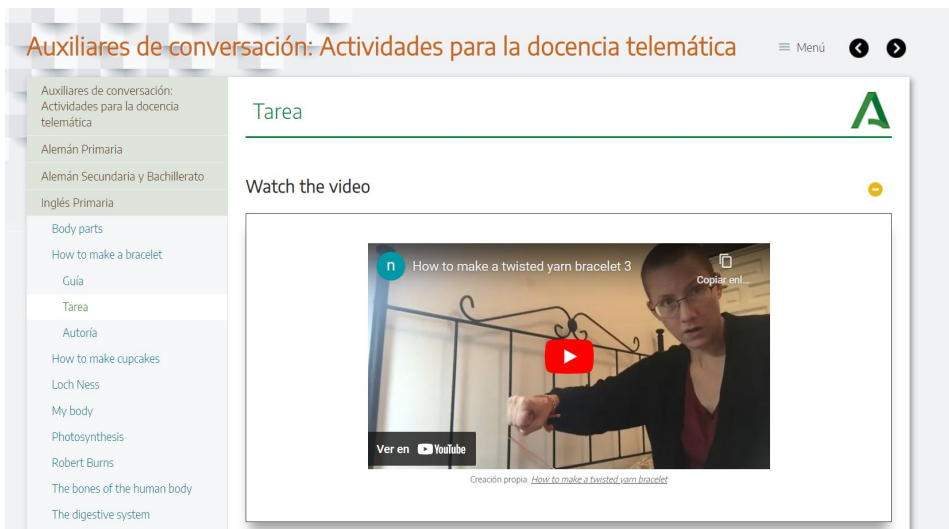 Auxiliares de conversación: Actividades para la docencia telemática
Menú
Auxiliares de conversación:
Actividades para la docencia
telemática
Alemán Primaria
Alemán Secundaria y Bachillerato
Inglés Primaria
Body parts
How to make a bracelet
Guía
Tarea
Autoría
How to make cupcakes
Loch Ness
My body
Photosynthesis
Robert Burns
The bones of the human body
The digestive system
Tarea
Watch the video
n
How to make a twisted yarn bracelet 3
Copiar enl...
Ver en YouTube
Creación propia. How to make a twisted yarn bracelet